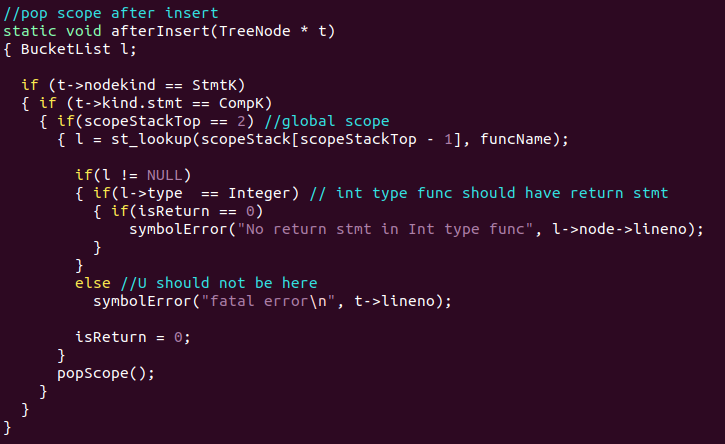 //pop scope after insert
static void afterInsert(TreeNode * t)
{ BucketList l;

  if (t->nodekind == StmtK)
  { if (t->kind.stmt == CompK)
    { if(scopeStackTop == 2) //global scope
      { l = st_lookup(scopeStack[scopeStackTop - 1], funcName);

        if(l != NULL)
        { if(l->type  == Integer) // int type func should have return stmt
          { if(isReturn == 0)
              symbolError("No return stmt in Int type func", l->node->lineno);
          }
        }
        else //U should not be here
          symbolError("fatal error\n", t->lineno);

        isReturn = 0;
      }
      popScope();
    }
  }
}